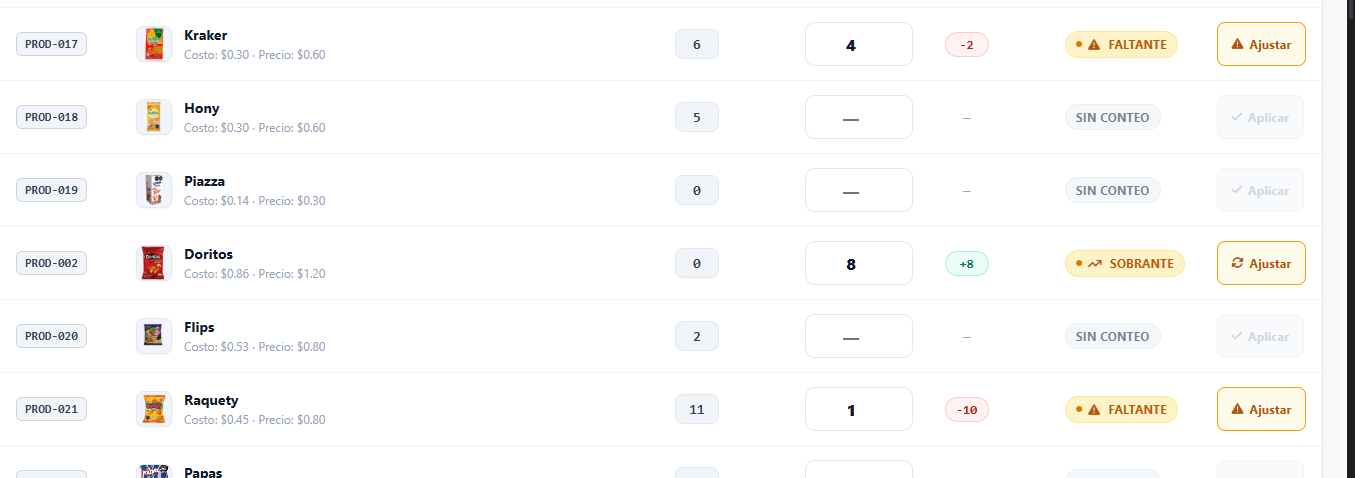 PROD-017 Kraker 6 4 -2 FALTANTE Ajustar
Costo: $0.30 · Precio: $0.60
PROD-018 Hony 5 — – SIN CONTEO Aplicar
Costo: $0.30 · Precio: $0.60
PROD-019 Piazza 0 — – SIN CONTEO Aplicar
Costo: $0.14 · Precio: $0.30
PROD-002 Doritos 0 8 +8 SOBRANTE Ajustar
Costo: $0.86 · Precio: $1.20
PROD-020 Flips 2 — – SIN CONTEO Aplicar
Costo: $0.53 · Precio: $0.80
PROD-021 Raquety 11 1 -10 FALTANTE Ajustar
Costo: $0.45 · Precio: $0.80
Papas